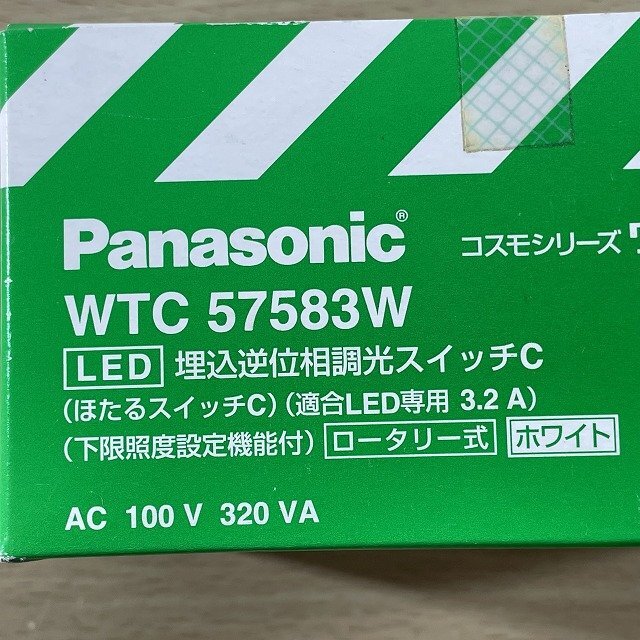 Panasonic® コスモシリーズ
WTC 57583W
LED 埋込逆位相調光スイッチC
(ほたるスイッチC) (適合LED専用 3.2 A)
(下限照度設定機能付) ロータリー式 ホワイト
AC 100 V 320 VA